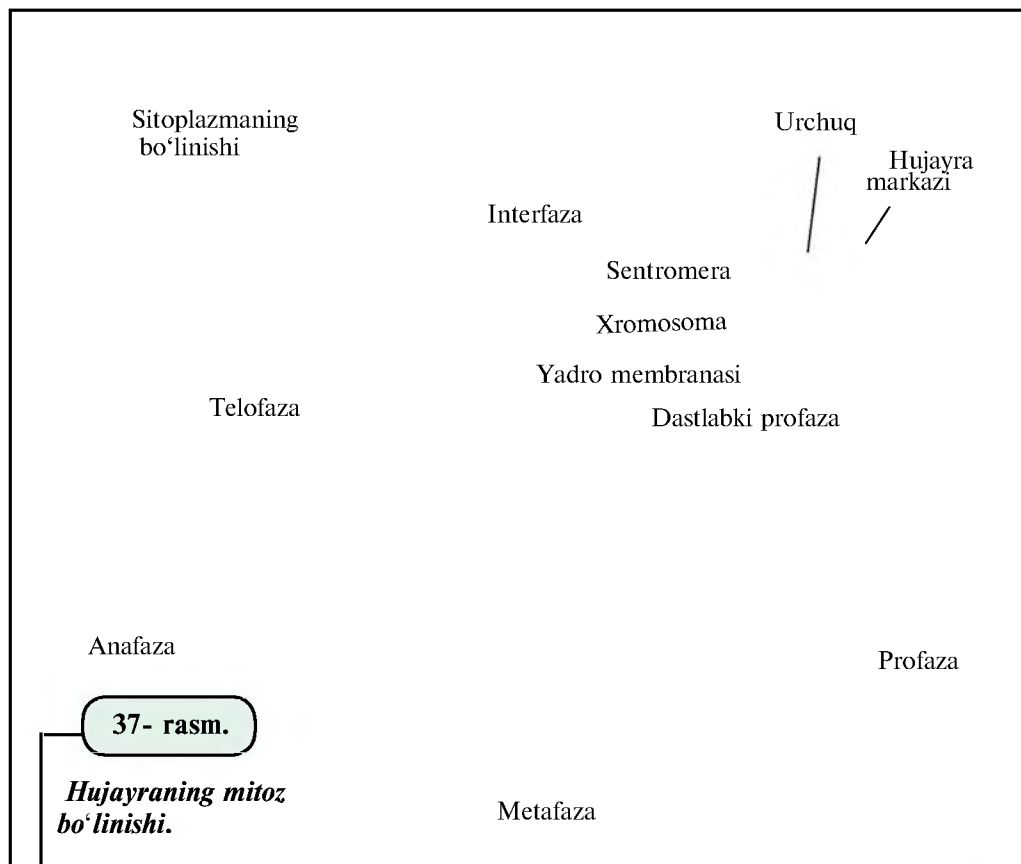 Sitoplazmaning
bo‘linishi
Urchuq
Hujayra
markazi
Interfaza
Sentromera
Xromosoma
Yadro membranasi
Telofaza
Dastlabki profaza
Anafaza
Profaza
37- rasm.
Hujayraning mitoz
bo‘linishi.
Metafaza